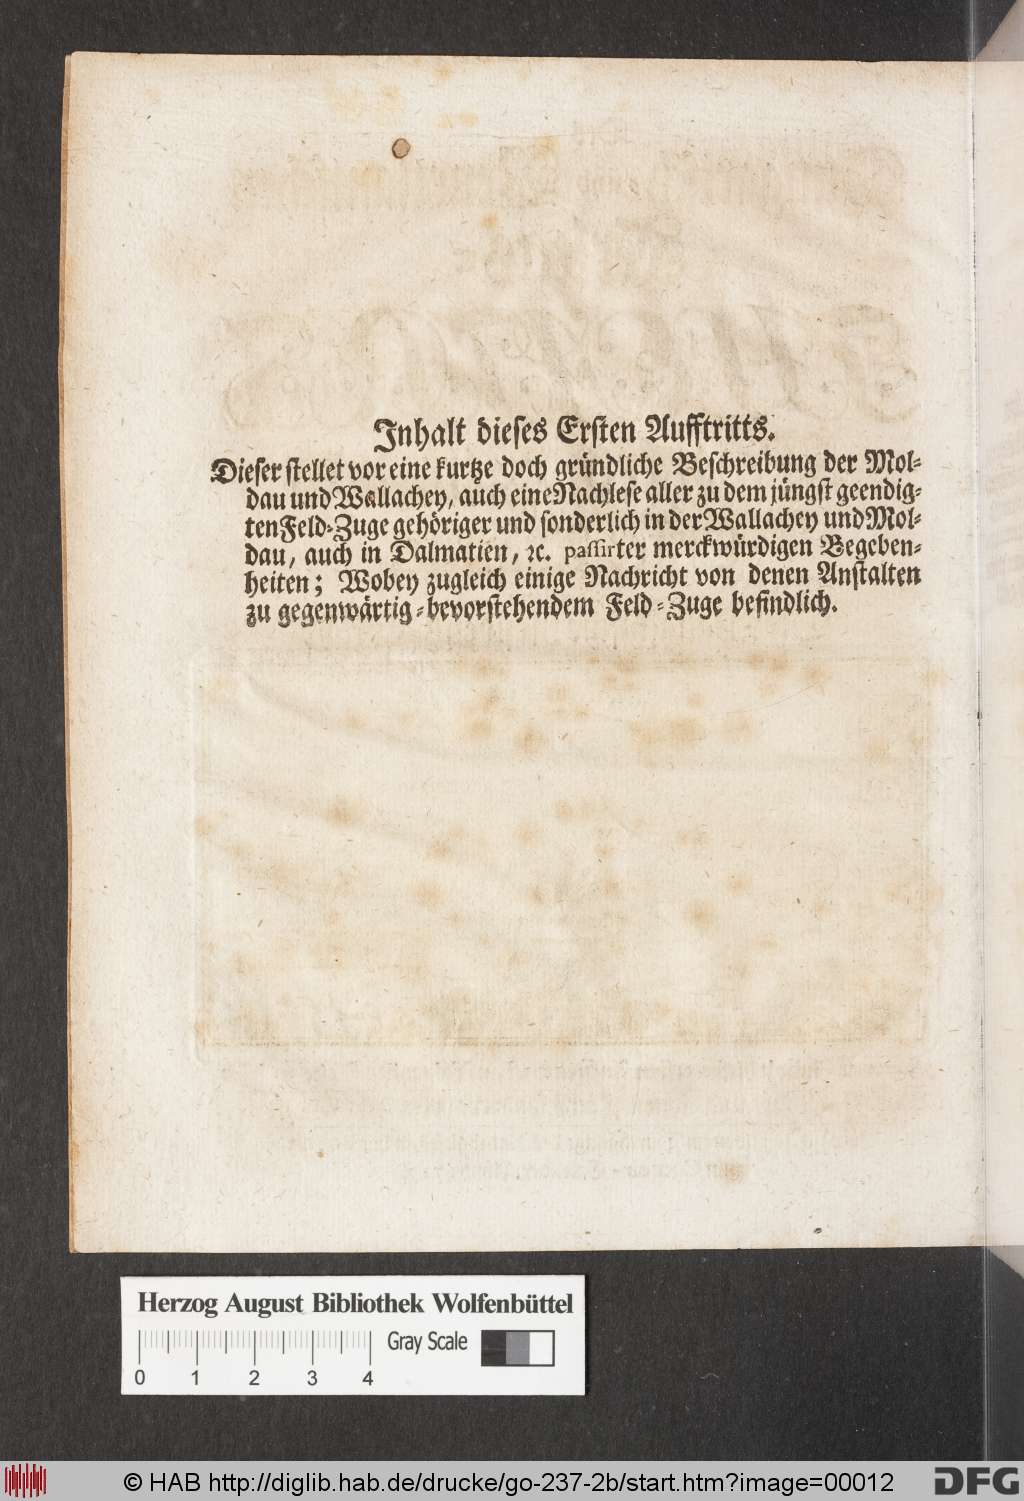 Inhalt dieses Ersten Aufftritts.
Dieser stellet vor eine kurtze doch gründliche Beschreibung der Mol-
dau und Wallachey, auch eine Nachlese aller zu dem jüngst geendig-
ten Feld-Zuge gehöriger und sonderlich in der Wallachey und Mol-
dau, auch in Dalmatien, ꝛc. passirter merckwürdigen Begeben-
heiten; Wobey zugleich einige Nachricht von denen Anstalten
zu gegenwärtig-bevorstehendem Feld-Zuge befindlich.
Herzog August Bibliothek Wolfenbüttel
Gray Scale
0 1 2 3 4
© HAB http://diglib.hab.de/drucke/go-237-2b/start.htm?image=00012
DFG